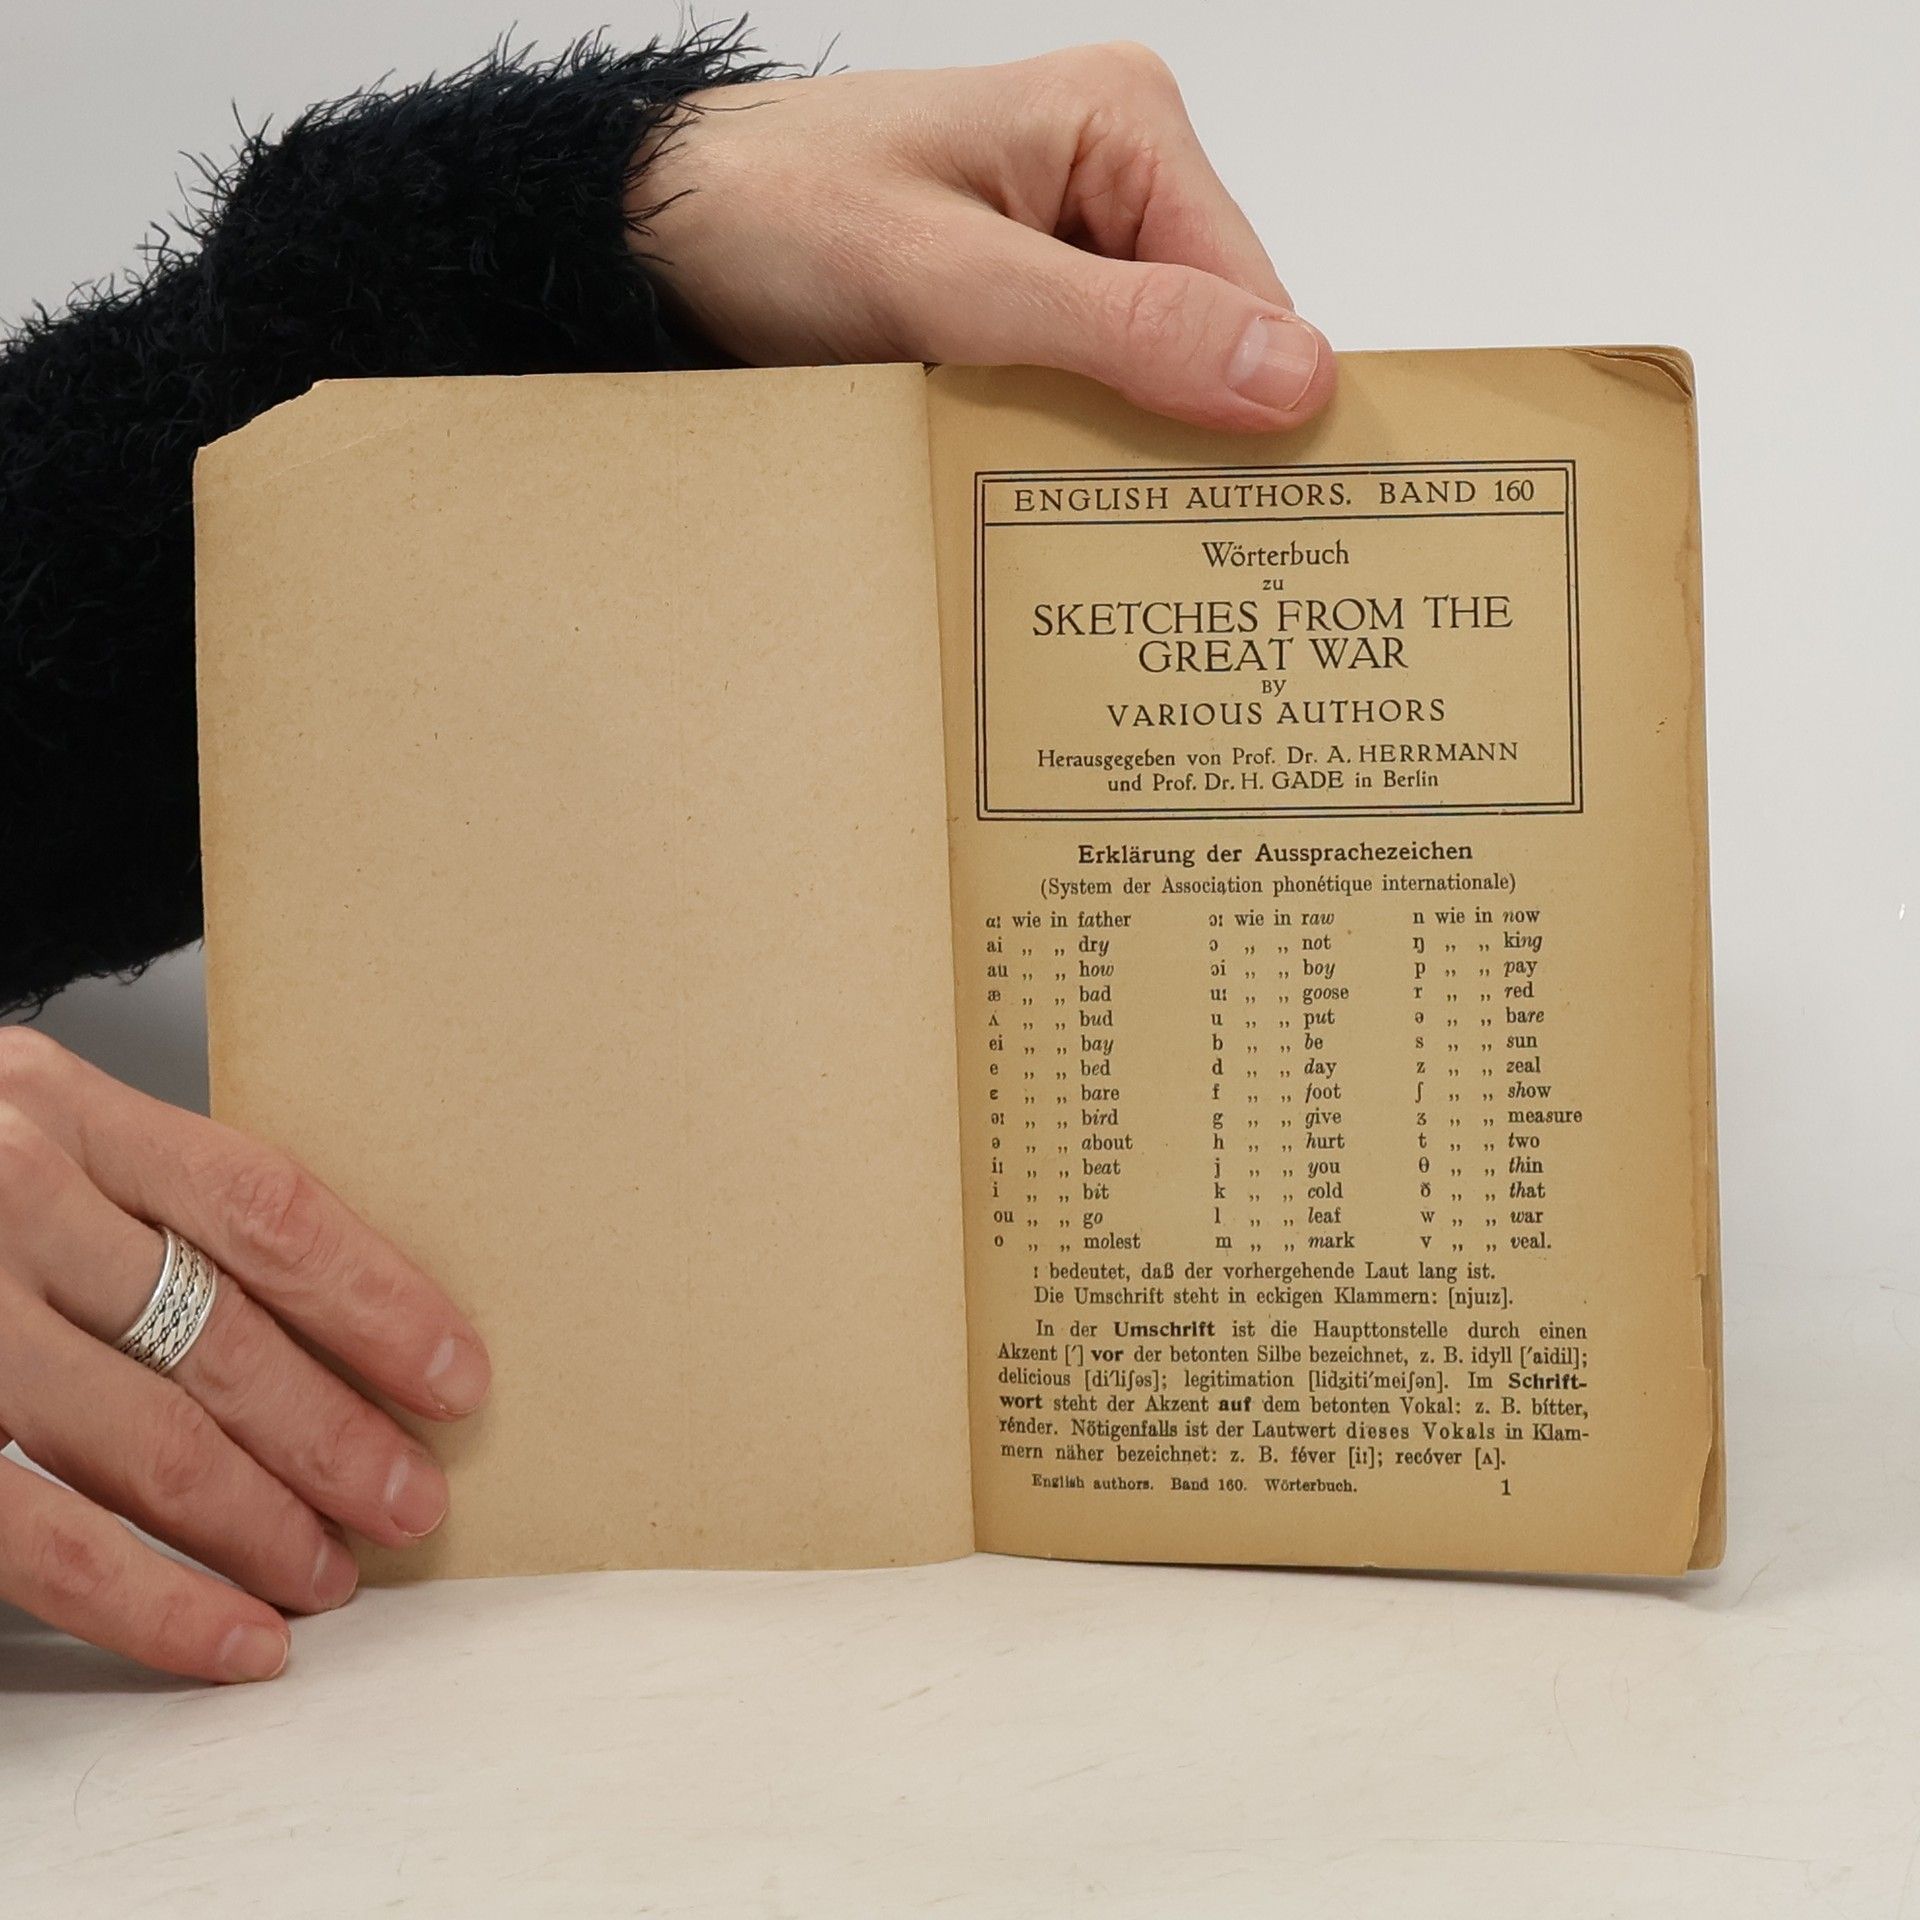 ENGLISH AUTHORS. BAND 160
Wörterbuch
zu
SKETCHES FROM THE
GREAT WAR
BY
VARIOUS AUTHORS
Herausgegeben von Prof. Dr. A. HERRMANN
und Prof. Dr. H. GADE in Berlin
Erklärung der Aussprachezeichen
(System der Association phonétique internationale)
ɑː wie in father ɔː wie in raw n wie in now
ai „ „ dry ɔ „ „ not ŋ „ „ king
au „ „ how ɔi „ „ boy p „ „ pay
æ „ „ bad uː „ „ goose r „ „ red
ʌ „ „ bud u „ „ put ə „ „ bare
ei „ „ bay b „ „ be s „ „ sun
e „ „ bed d „ „ day z „ „ zeal
ɛ „ „ bare f „ „ foot ʃ „ „ show
əː „ „ bird g „ „ give ʒ „ „ measure
ə „ „ about h „ „ hurt t „ „ two
iː „ „ beat j „ „ you θ „ „ thin
i „ „ bit k „ „ cold ð „ „ that
ou „ „ go l „ „ leaf w „ „ war
o „ „ molest m „ „ mark v „ „ veal.
ː bedeutet, daß der vorhergehende Laut lang ist.
Die Umschrift steht in eckigen Klammern: [njuːz].
In der Umschrift ist die Haupttonstelle durch einen
Akzent [ˈ] vor der betonten Silbe bezeichnet, z. B. idyll [ˈaidil];
delicious [diˈliʃəs]; legitimation [lidʒitiˈmeiʃən]. Im Schrift-
wort steht der Akzent auf dem betonten Vokal: z. B. bítter,
rénder. Nötigenfalls ist der Lautwert dieses Vokals in Klam-
mern näher bezeichnet: z. B. féver [iː]; recóver [ʌ].
English authors. Band 160. Wörterbuch. 1